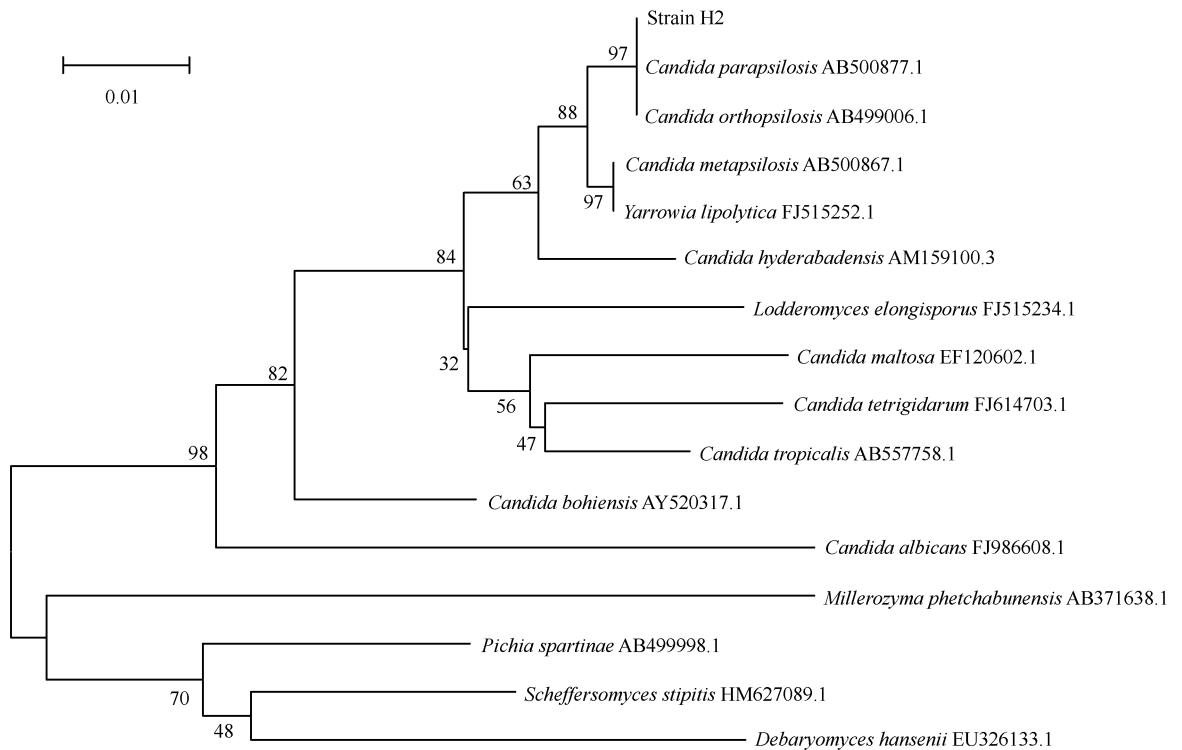 Strain H2
97
Candida parapsilosis AB500877.1
0.01
88
Candida orthopsilosis AB499006.1
Candida metapsilosis AB500867.1
63
97
Yarrowia lipolytica FJ515252.1
84
Candida hyderabadensis AM159100.3
Lodderomyces elongisporus FJ515234.1
32
Candida maltosa EF120602.1
82
56
Candida tetrigidarum FJ614703.1
47
Candida tropicalis AB557758.1
98
Candida bohiensis AY520317.1
Candida albicans FJ986608.1
Millerozyma phetchabunensis AB371638.1
Pichia spartinae AB499998.1
70
Scheffersomyces stipitis HM627089.1
48
Debaryomyces hansenii EU326133.1